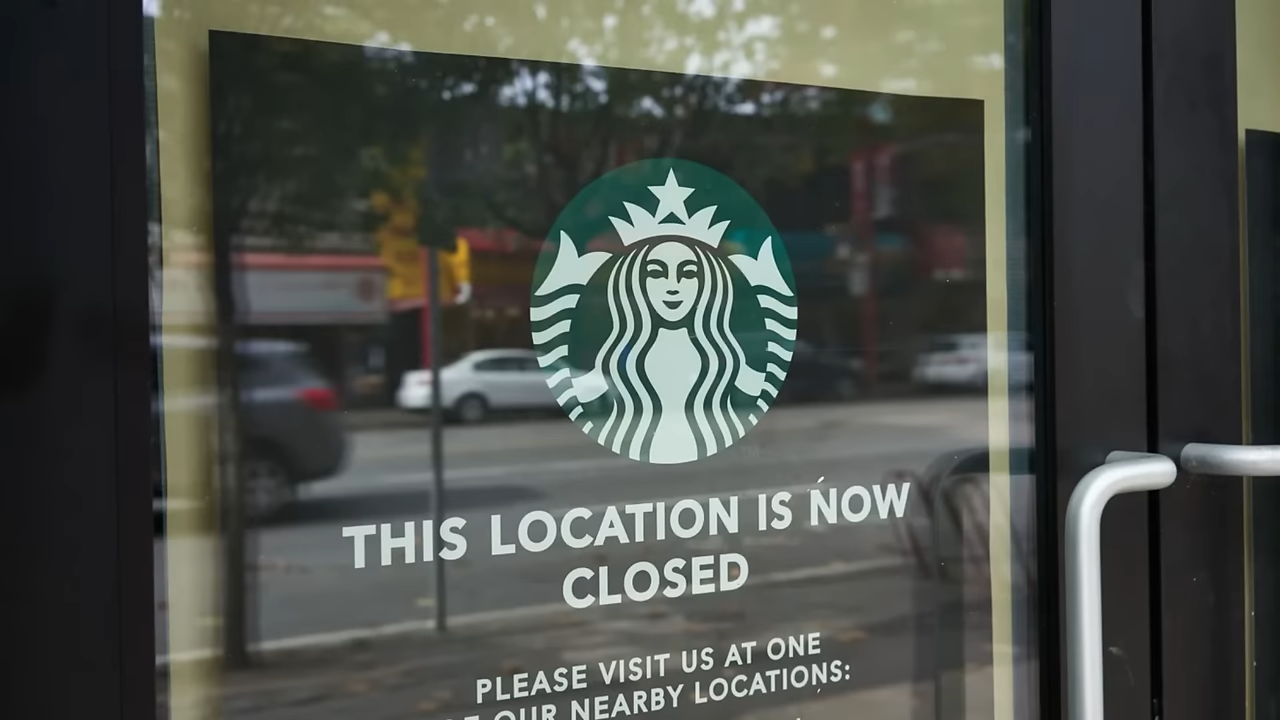 THIS LOCATION IS NOW
CLOSED
PLEASE VISIT US AT ONE
OUR NEARBY LOCATIONS: